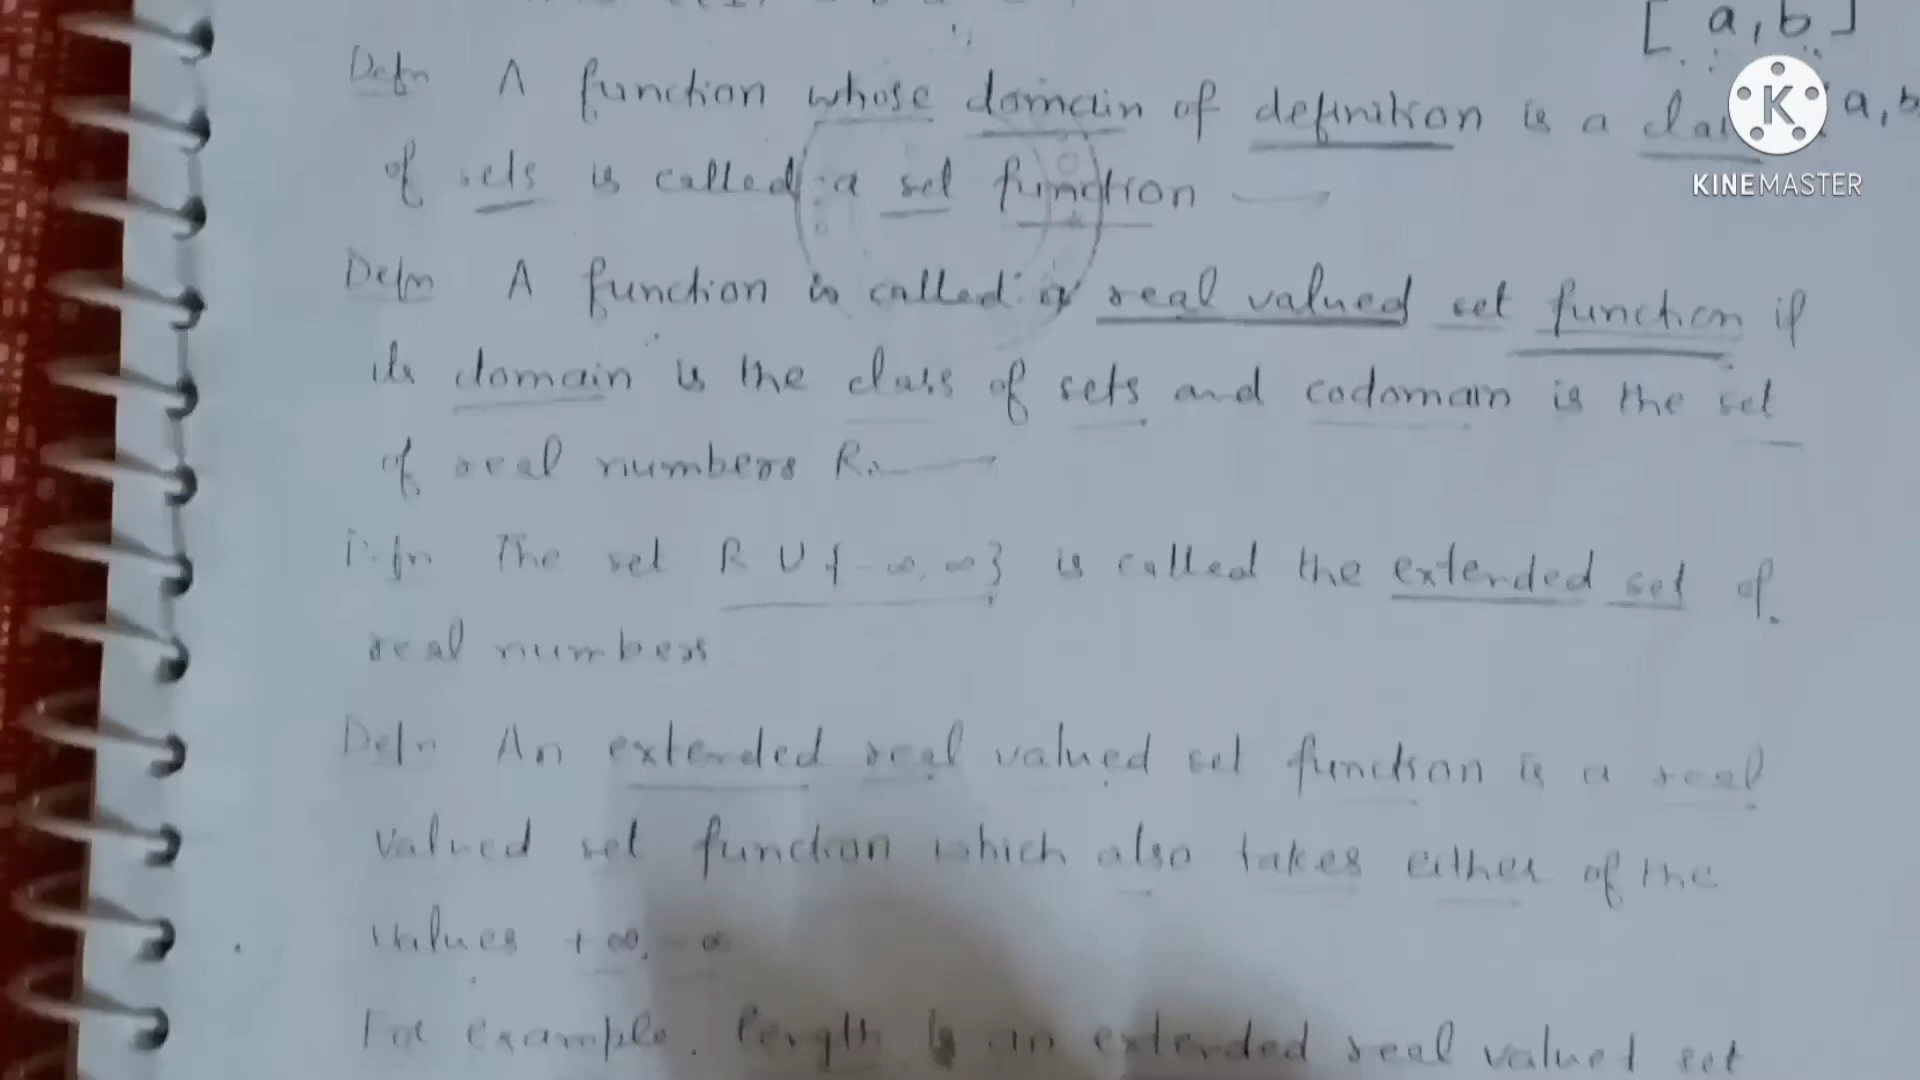 [ a, b ]
Defn A function whose domain of definition is a a, b
of sets is called a set function
KINEMASTER
Defn A function is called a real valued set function if
its domain is the class of sets and codomain is the set
of real numbers R.
Defn The set R U {-∞, ∞} is called the extended set of
real numbers
Defn An extended real valued set function is a real
valued set function which also takes either of the
values +∞, -∞
For example. length is an extended real valued set